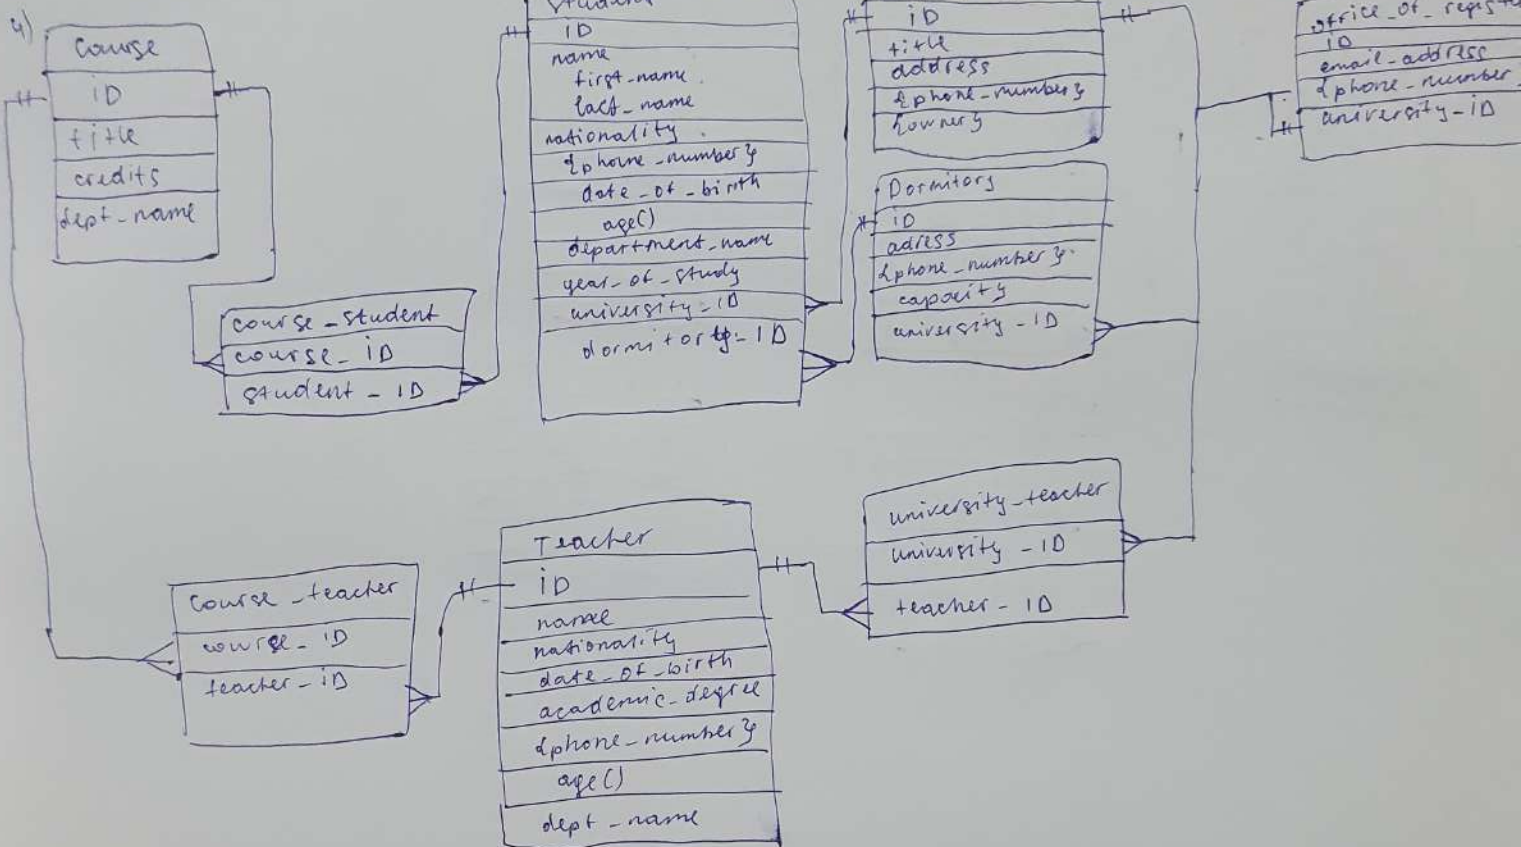 4)
Course
ID
title
credits
dept_name
course_student
course_ID
student_ID
Student
ID
name
first_name
last_name
nationality
{phone_number}
date_of_birth
age()
department_name
year_of_study
university_ID
dormitory_ID
ID
title
address
{phone_number}
{owner}
Dormitory
ID
adress
{phone_number}
capacity
university_ID
office_of_register
ID
email_address
{phone_number
university_ID
course_teacher
course_ID
teacher_ID
Teacher
ID
name
nationality
date_of_birth
academic_degree
{phone_number}
age()
dept_name
university_teacher
university_ID
teacher_ID